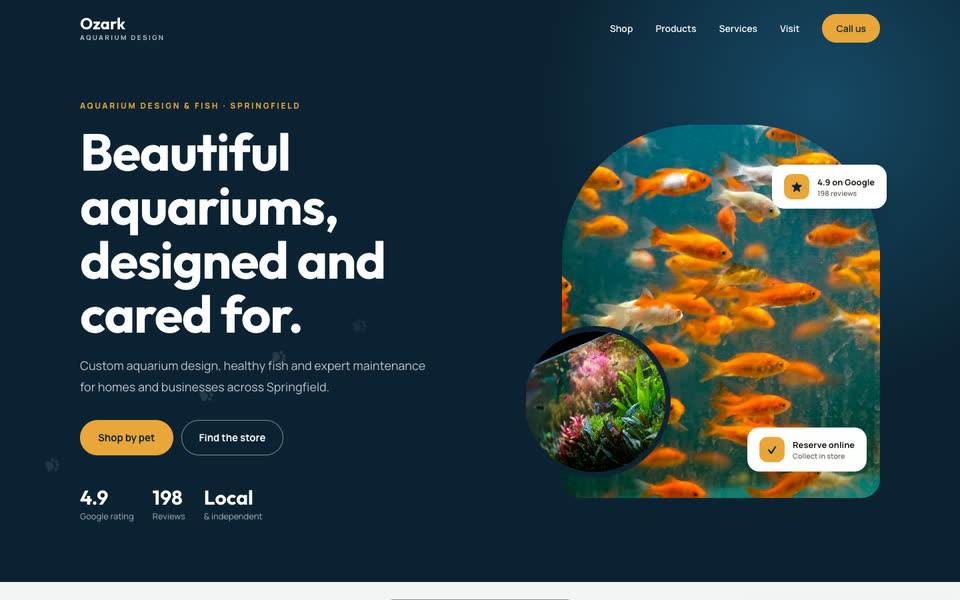 Ozark
AQUARIUM DESIGN
Shop
Products
Services
Visit
Call us
AQUARIUM DESIGN & FISH · SPRINGFIELD
Beautiful
aquariums,
designed and
cared for.
Custom aquarium design, healthy fish and expert maintenance
for homes and businesses across Springfield.
Shop by pet
Find the store
4.9
Google rating
198
Reviews
Local
& independent
4.9 on Google
198 reviews
Reserve online
Collect in store